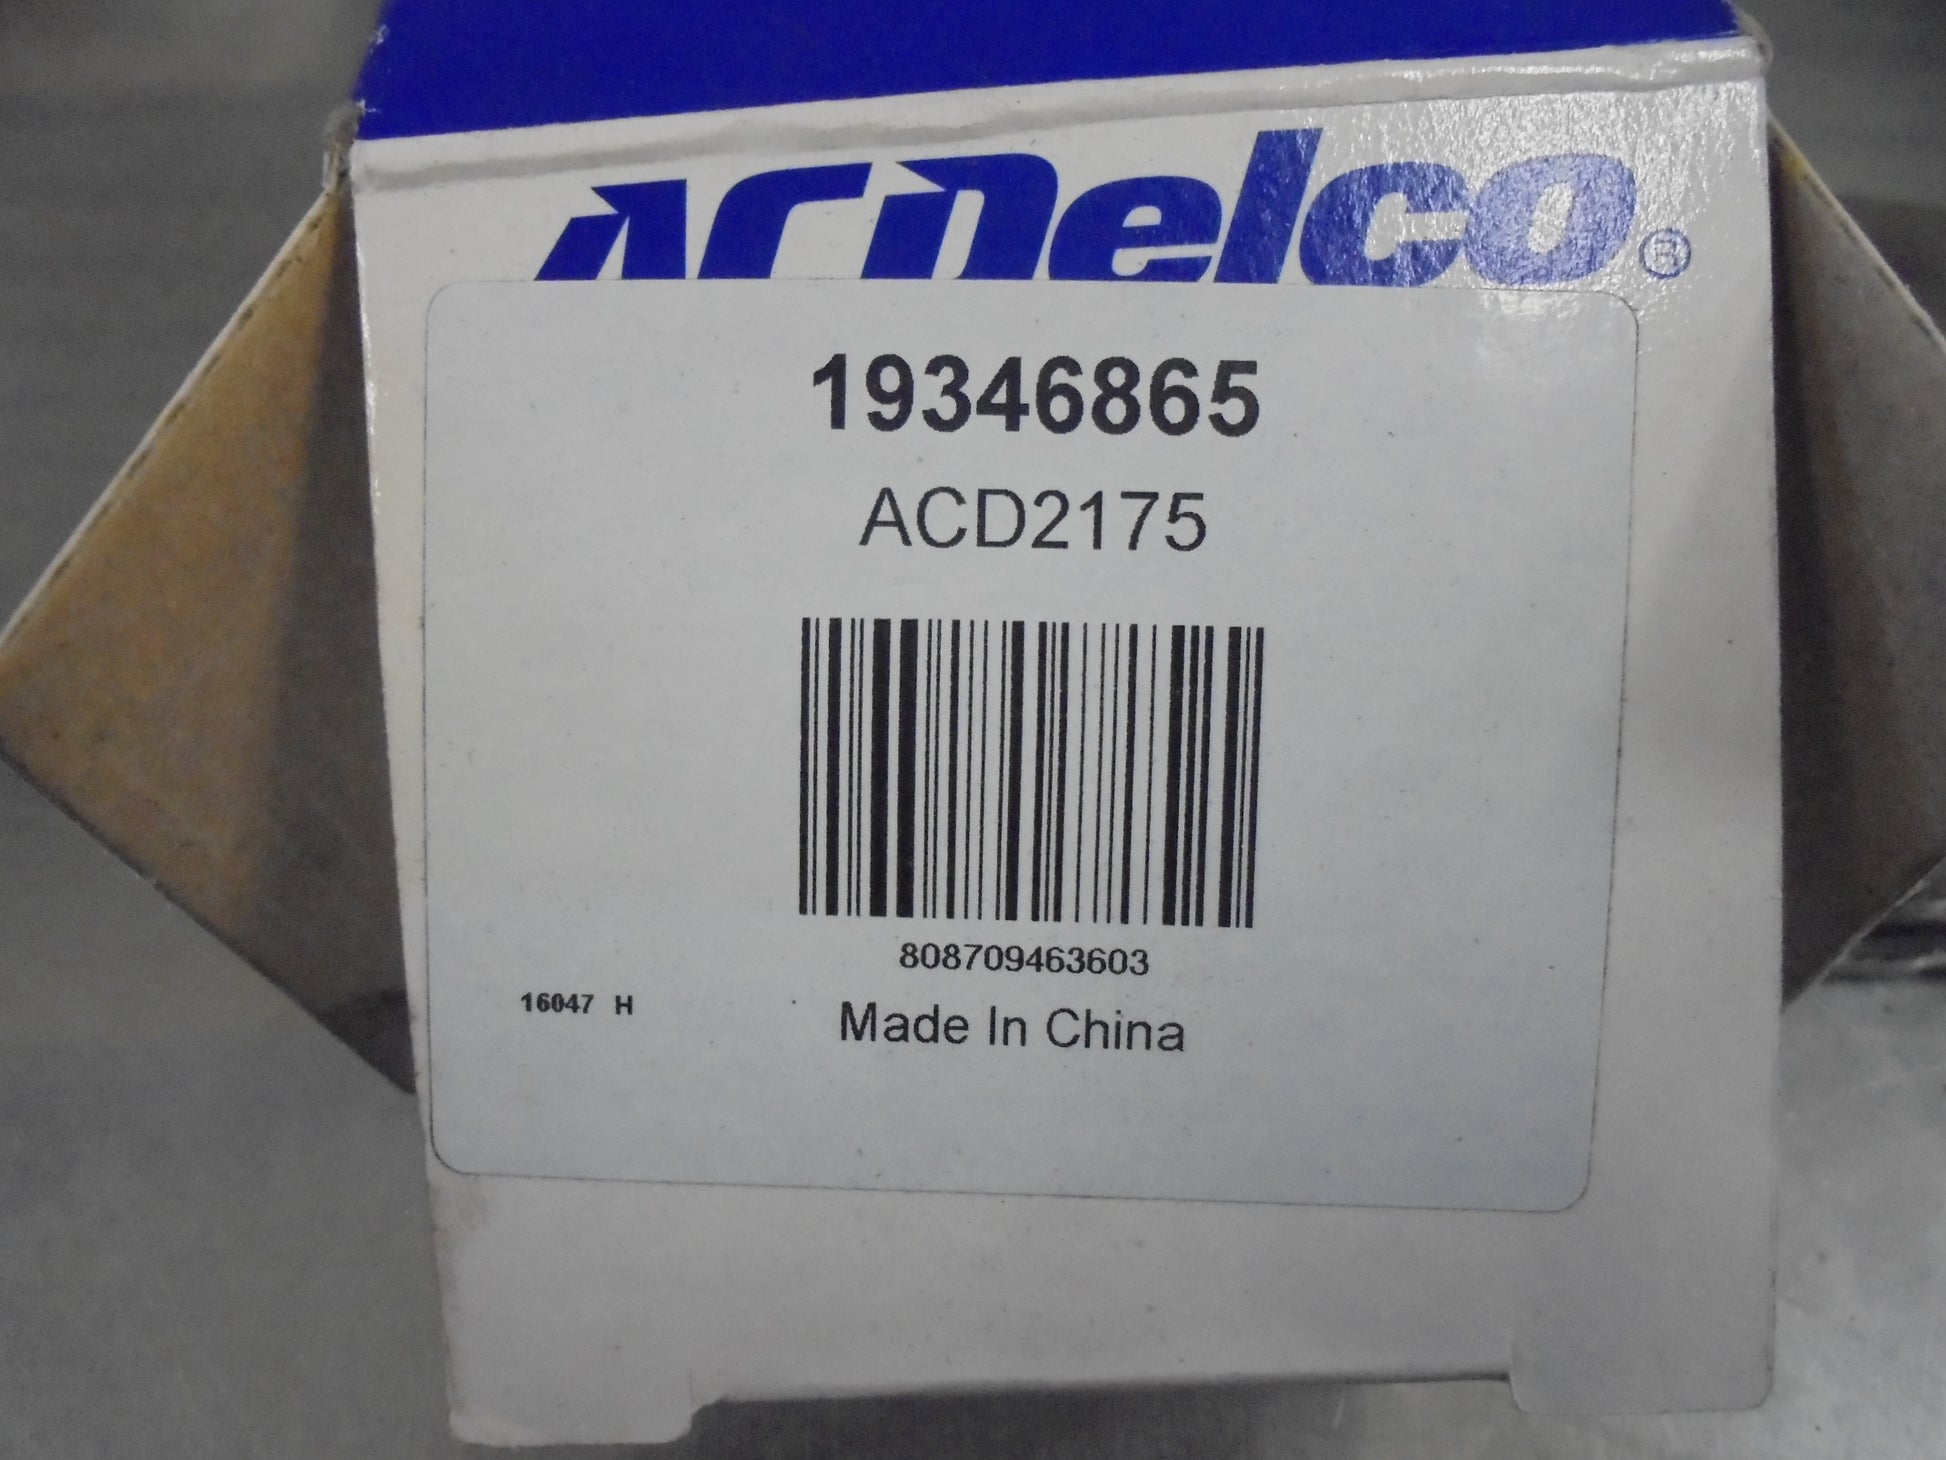 ACDelco®
19346865
ACD2175
808709463603
16047 H
Made In China